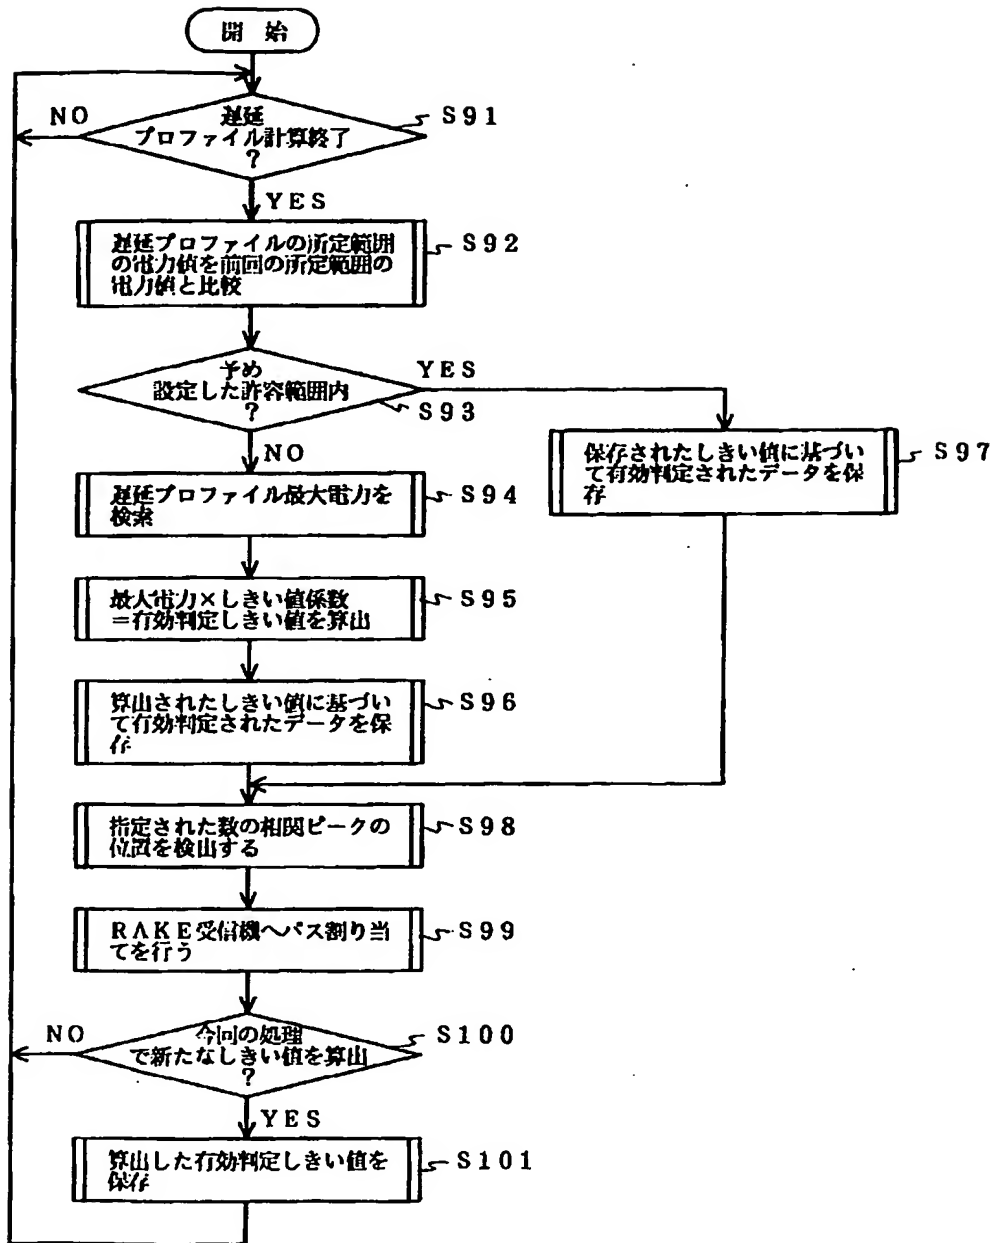 開 始
NO
遅延
プロファイル計算終了
?
S91
YES
遅延プロファイルの所定範囲
の電力値を前回の所定範囲の
電力値と比較
S92
予め
設定した許容範囲内
?
YES
S93
NO
保存されたしきい値に基づい
て有効判定されたデータを保
存
S97
遅延プロファイル最大電力を
検索
S94
最大電力×しきい値係数
=有効判定しきい値を算出
S95
算出されたしきい値に基づい
て有効判定されたデータを保
存
S96
指定された数の相関ピークの
位置を検出する
S98
RAKE受信機へパス割り当
てを行う
S99
NO
今回の処理
で新たなしきい値を算出
?
S100
YES
算出した有効判定しきい値を
保存
S101